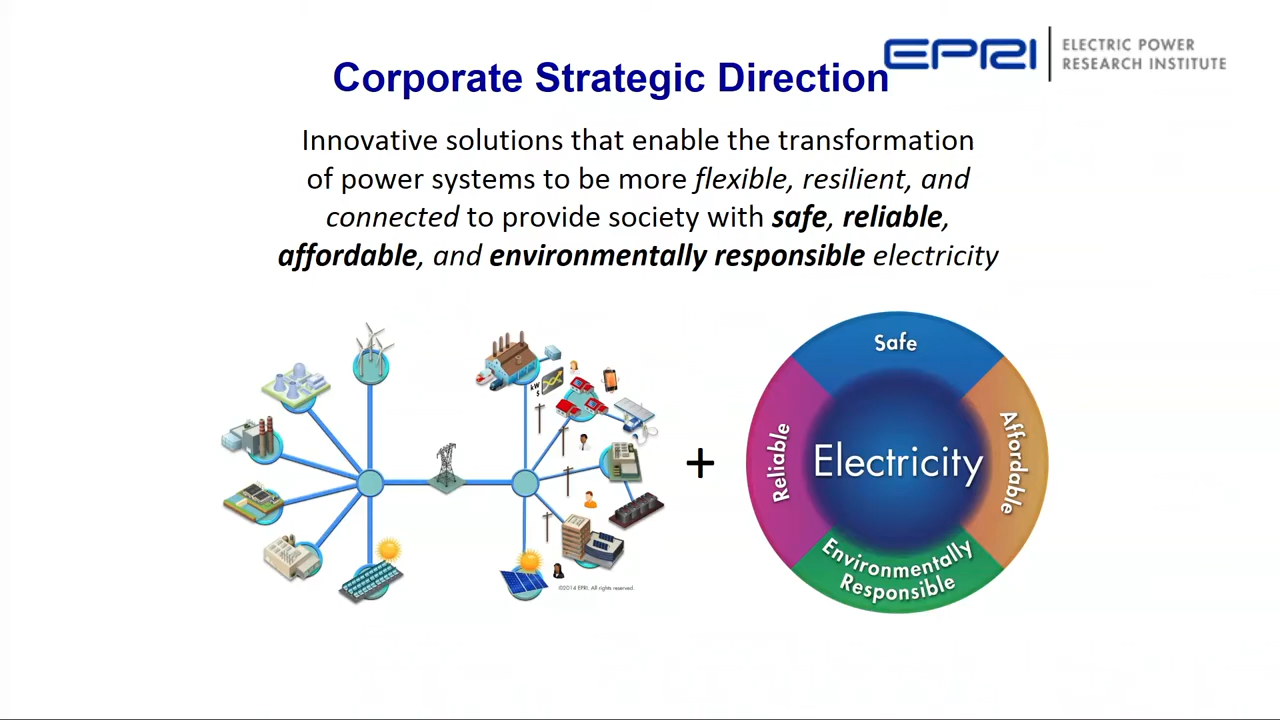 EPRI
ELECTRIC POWER
RESEARCH INSTITUTE
Corporate Strategic Direction
Innovative solutions that enable the transformation
of power systems to be more flexible, resilient, and
connected to provide society with safe, reliable,
affordable, and environmentally responsible electricity
kW
$
©2014 EPRI. All rights reserved.
+
Safe
Reliable
Electricity
Affordable
Environmentally
Responsible